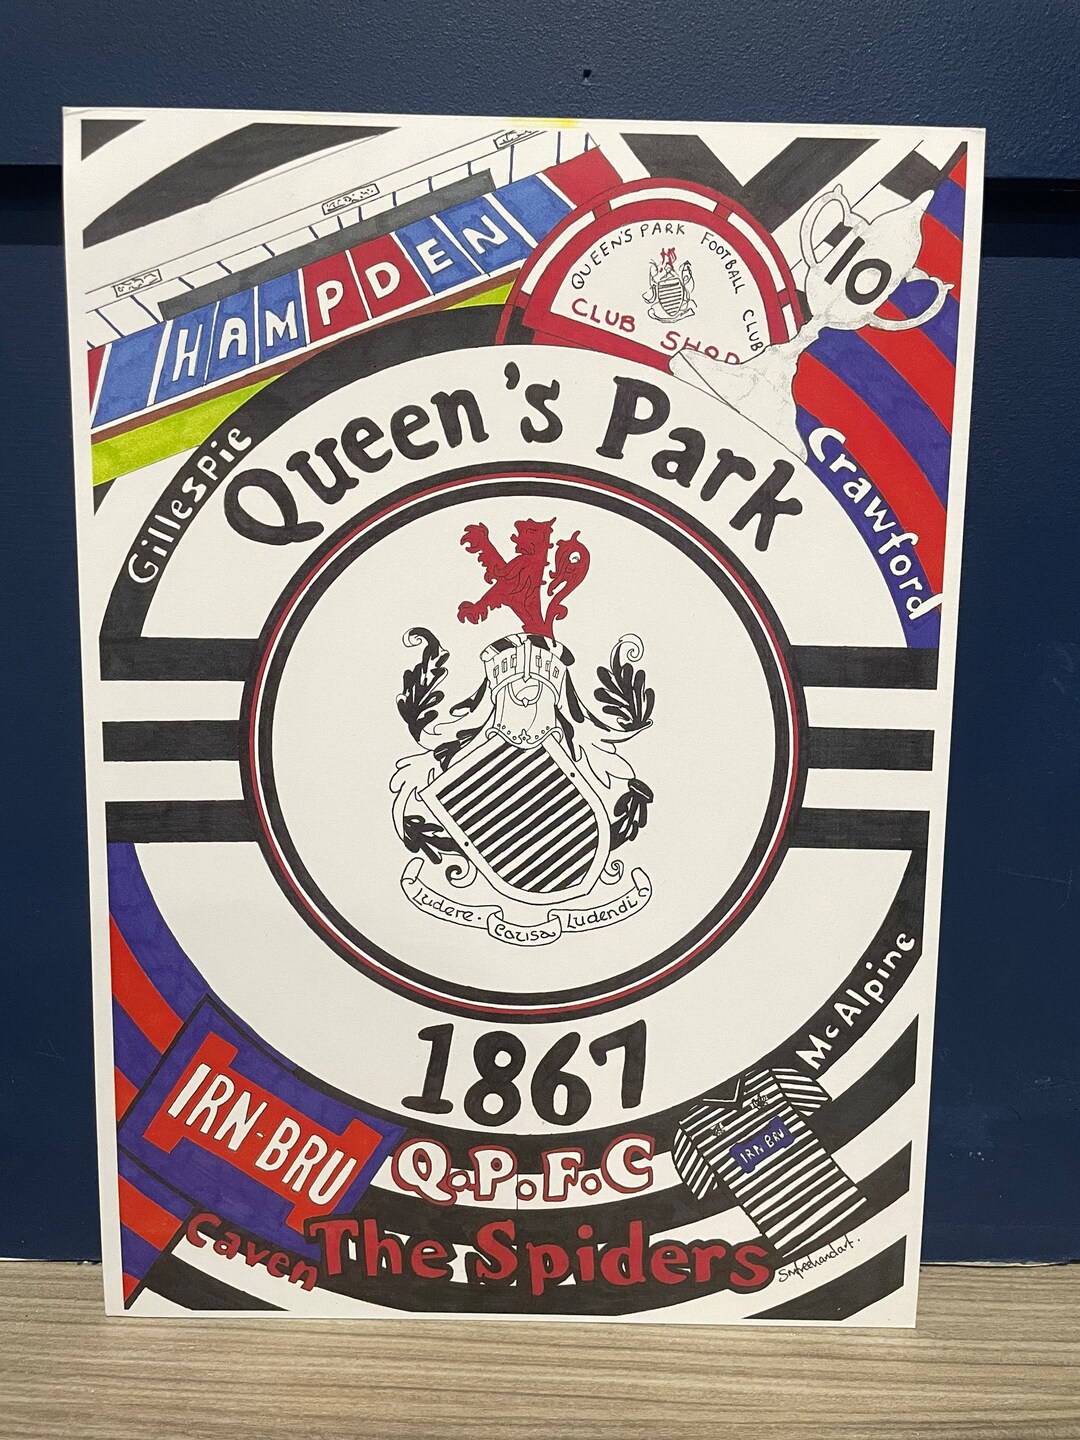 HAMPDEN
QUEEN'S PARK FOOTBALL CLUB
CLUB SHOP
10
Gillespie
Queen's Park
Crawford
Ludere. Causa Ludendi
McAlpine
1867
IRN-BRU
IRN BRU
Q.P.F.C
Caven
The Spiders
Smfreehandart.